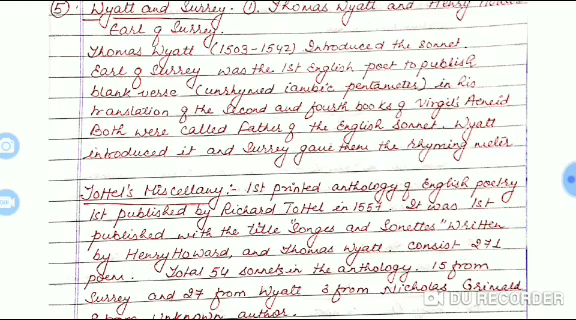 ⑤. Wyatt and Surrey. (1). Thomas Wyatt and Henry
Earl of Surrey.
Thomas Wyatt (1503-1542) Introduced the sonnet.
Earl of Surrey was the 1st English poet to publish
blank verse (unrhymed iambic pentameter) in his
translation of the second and fourth books of Virgil's Aeneid
Both were called Father of the English sonnet. Wyatt
introduced it and Surrey gave them the rhyming meter
Tottel's Miscellany:- 1st printed anthology of English poetry
1st published by Richard Tottel in 1557. It was 1st
published with the title "Songes and Sonettes" Written
by Henry Howard, and Thomas Wyatt. consist 271
poem. Total 54 sonnets in the anthology. 15 from
Surrey and 27 from Wyatt 3 from Nicholas Grimald
unknown author.
DU RECORDER